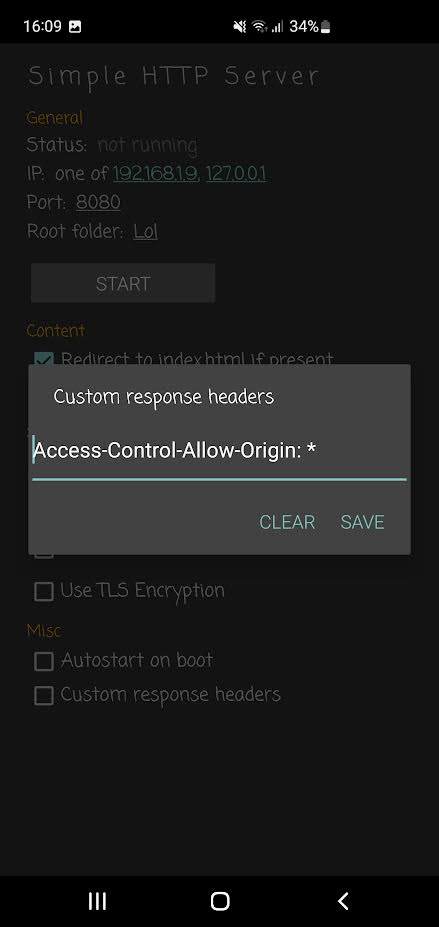 16:09 34%
Simple HTTP Server
General
Status: not running
IP: one of 192.168.1.9, 127.0.0.1
Port: 8080
Root folder: Lol
START
Content
Redirect to index.html if present
Custom response headers
Access-Control-Allow-Origin: *
CLEAR SAVE
Use TLS Encryption
Misc
Autostart on boot
Custom response headers